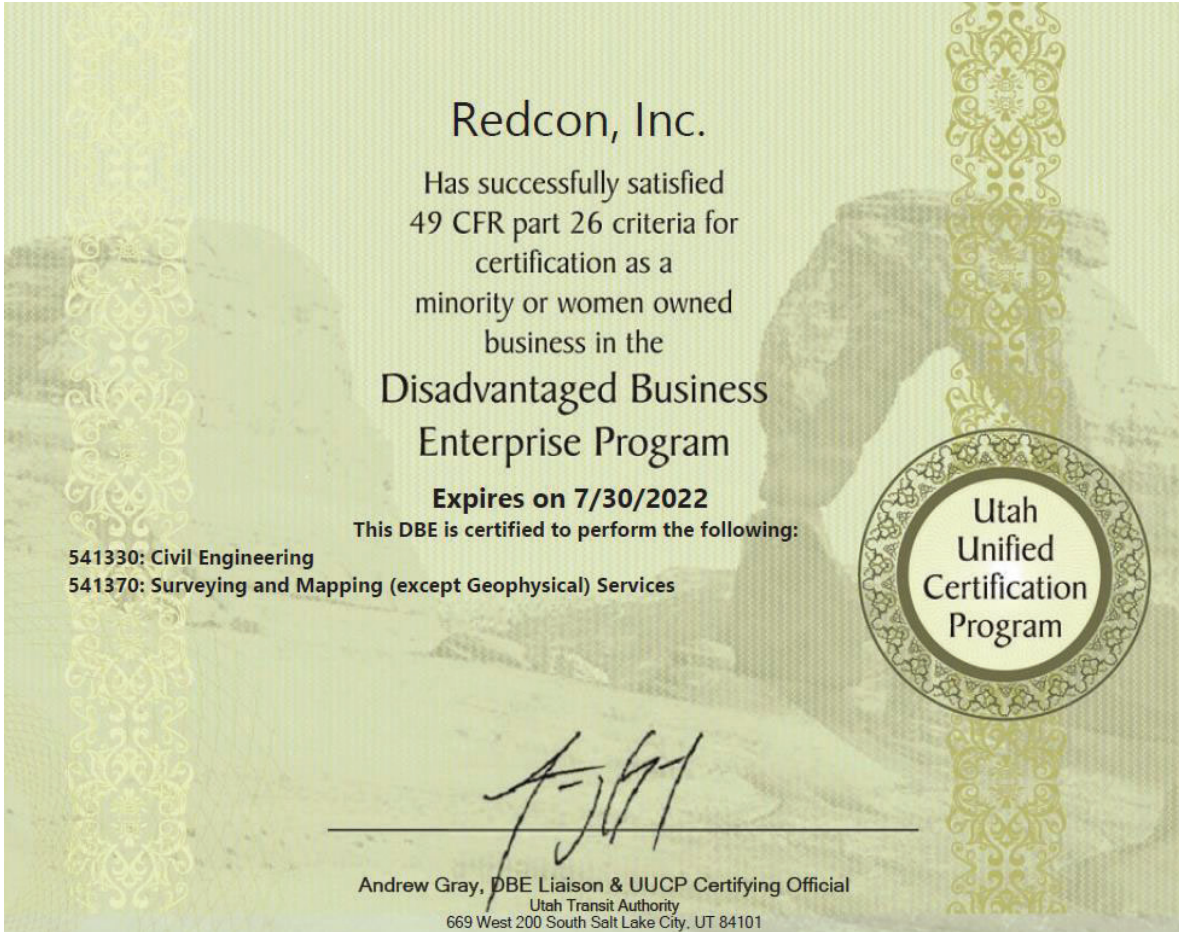 Redcon, Inc.
Has successfully satisfied
49 CFR part 26 criteria for
certification as a
minority or women owned
business in the
Disadvantaged Business
Enterprise Program
Expires on 7/30/2022
This DBE is certified to perform the following:
541330: Civil Engineering
541370: Surveying and Mapping (except Geophysical) Services
Utah
Unified
Certification
Program
Andrew Gray, DBE Liaison & UUCP Certifying Official
Utah Transit Authority
669 West 200 South Salt Lake City, UT 84101